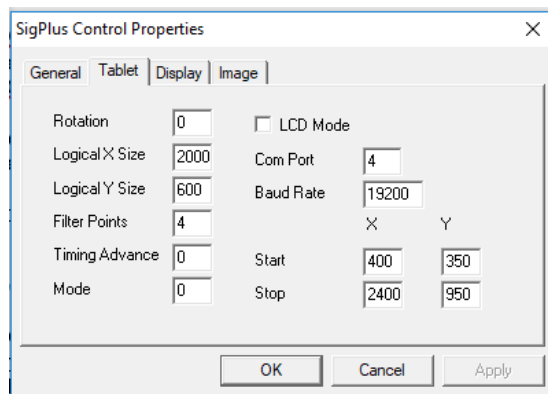 SigPlus Control Properties
General Tablet Display Image
Rotation 0 LCD Mode
Logical X Size 2000 Com Port 4
Logical Y Size 600 Baud Rate 19200
Filter Points 4 X Y
Timing Advance 0 Start 400 350
Mode 0 Stop 2400 950
OK Cancel Apply